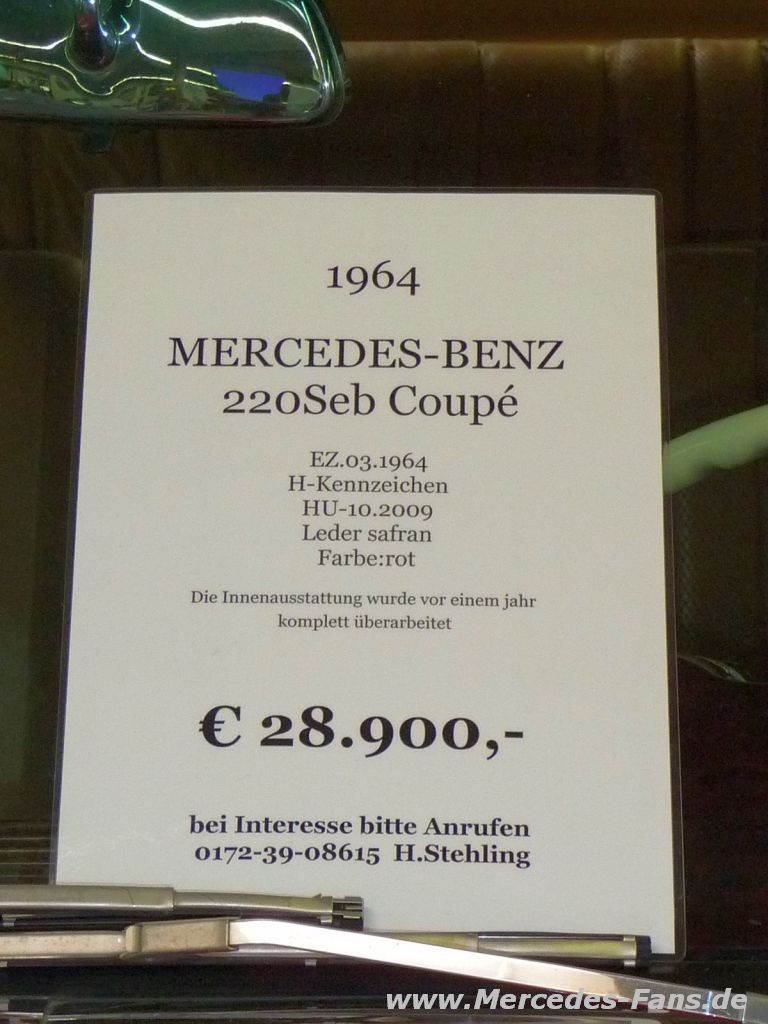 1964
MERCEDES-BENZ
220Seb Coupé
EZ.03.1964
H-Kennzeichen
HU-10.2009
Leder safran
Farbe:rot
Die Innenausstattung wurde vor einem jahr
komplett überarbeitet
€ 28.900,-
bei Interesse bitte Anrufen
0172-39-08615 H.Stehling
www.Mercedes-Fans.de